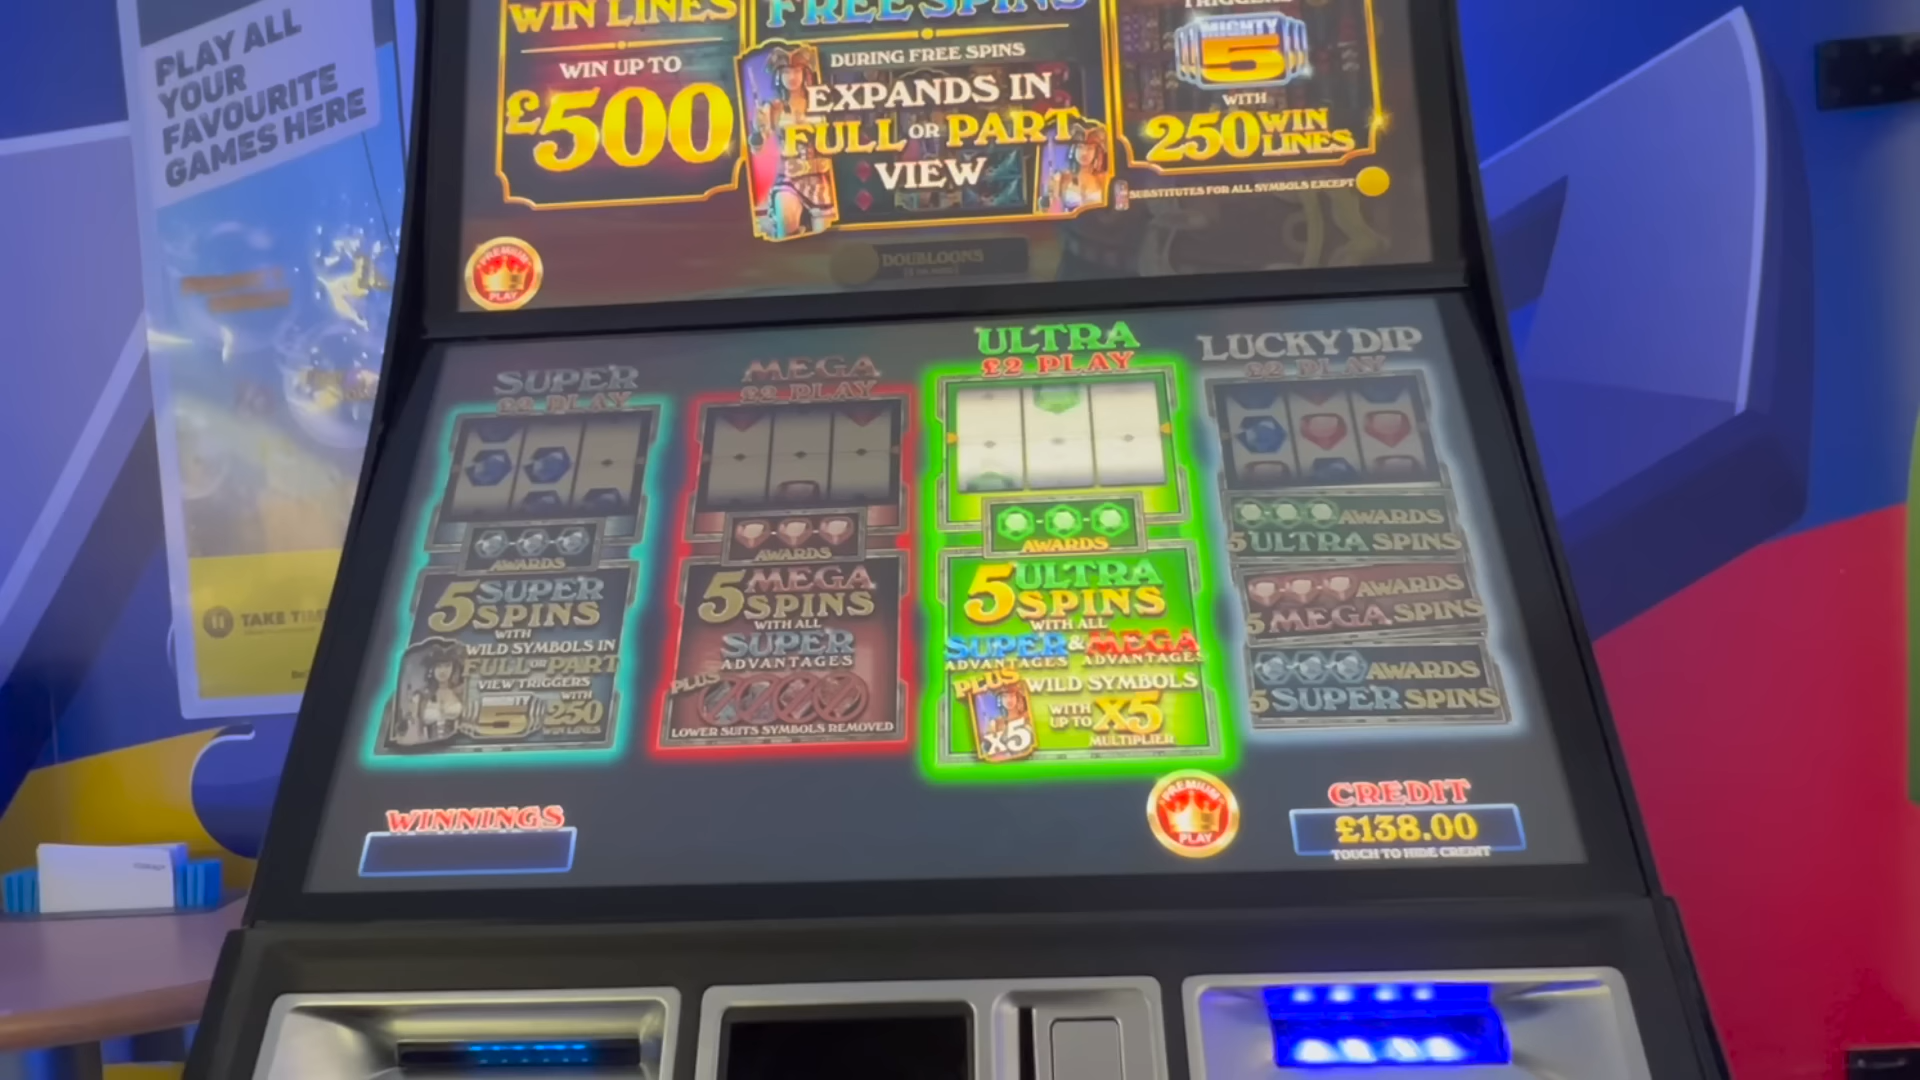 PLAY ALL
YOUR
FAVOURITE
GAMES HERE
TAKE TIM
WIN LINES
WIN UP TO
£500
FREE SPINS
DURING FREE SPINS
EXPANDS IN
FULL OR PART
VIEW
TRIGGERS
MIGHTY
5
WITH
250 WIN
LINES
SUBSTITUTES FOR ALL SYMBOLS EXCEPT
PREMIUM
PLAY
DOUBLOONS
SUPER
£2 PLAY
AWARDS
5 SUPER
SPINS
WITH
WILD SYMBOLS IN
FULL OR PART
VIEW TRIGGERS
MIGHTY
5
WITH
250
WIN LINES
MEGA
£2 PLAY
AWARDS
5 MEGA
SPINS
WITH ALL
SUPER
ADVANTAGES
PLUS
LOWER SUITS SYMBOLS REMOVED
ULTRA
£2 PLAY
AWARDS
5 ULTRA
SPINS
WITH ALL
SUPER & MEGA
ADVANTAGES ADVANTAGES
PLUS WILD SYMBOLS
X5
WITH
UP TO X5
MULTIPLIER
LUCKY DIP
£2 PLAY
AWARDS
5 ULTRA SPINS
AWARDS
5 MEGA SPINS
AWARDS
5 SUPER SPINS
WINNINGS
PREMIUM
PLAY
CREDIT
£138.00
TOUCH TO HIDE CREDIT